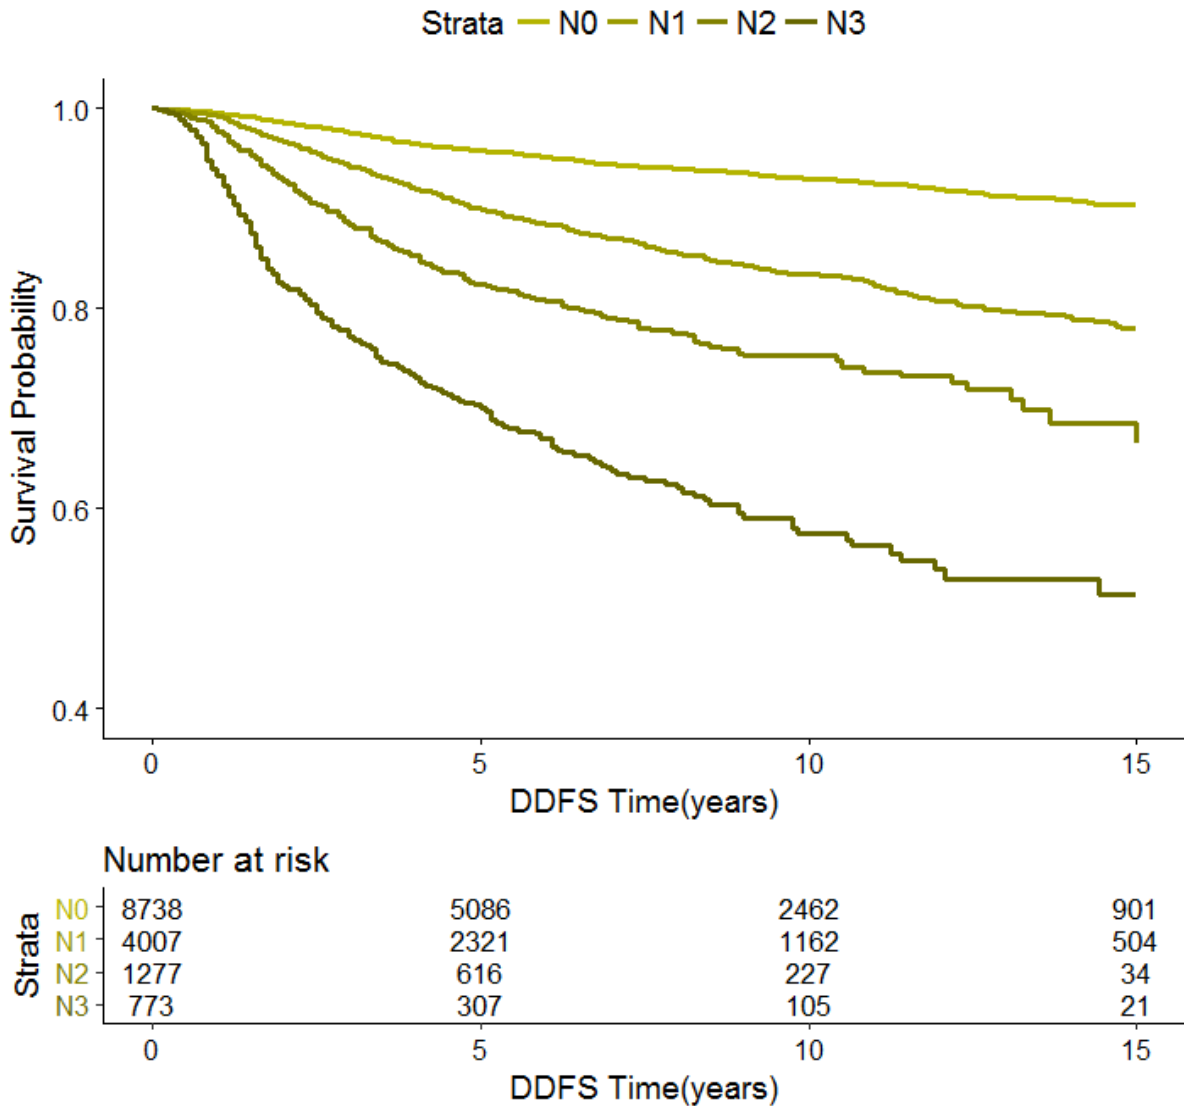 Strata N0 N1 N2 N3
1.0
0.8
0.6
0.4
Survival Probability
0 5 10 15
DDFS Time(years)
Number at risk
Strata
N0 8738 5086 2462 901
N1 4007 2321 1162 504
N2 1277 616 227 34
N3 773 307 105 21
0 5 10 15
DDFS Time(years)